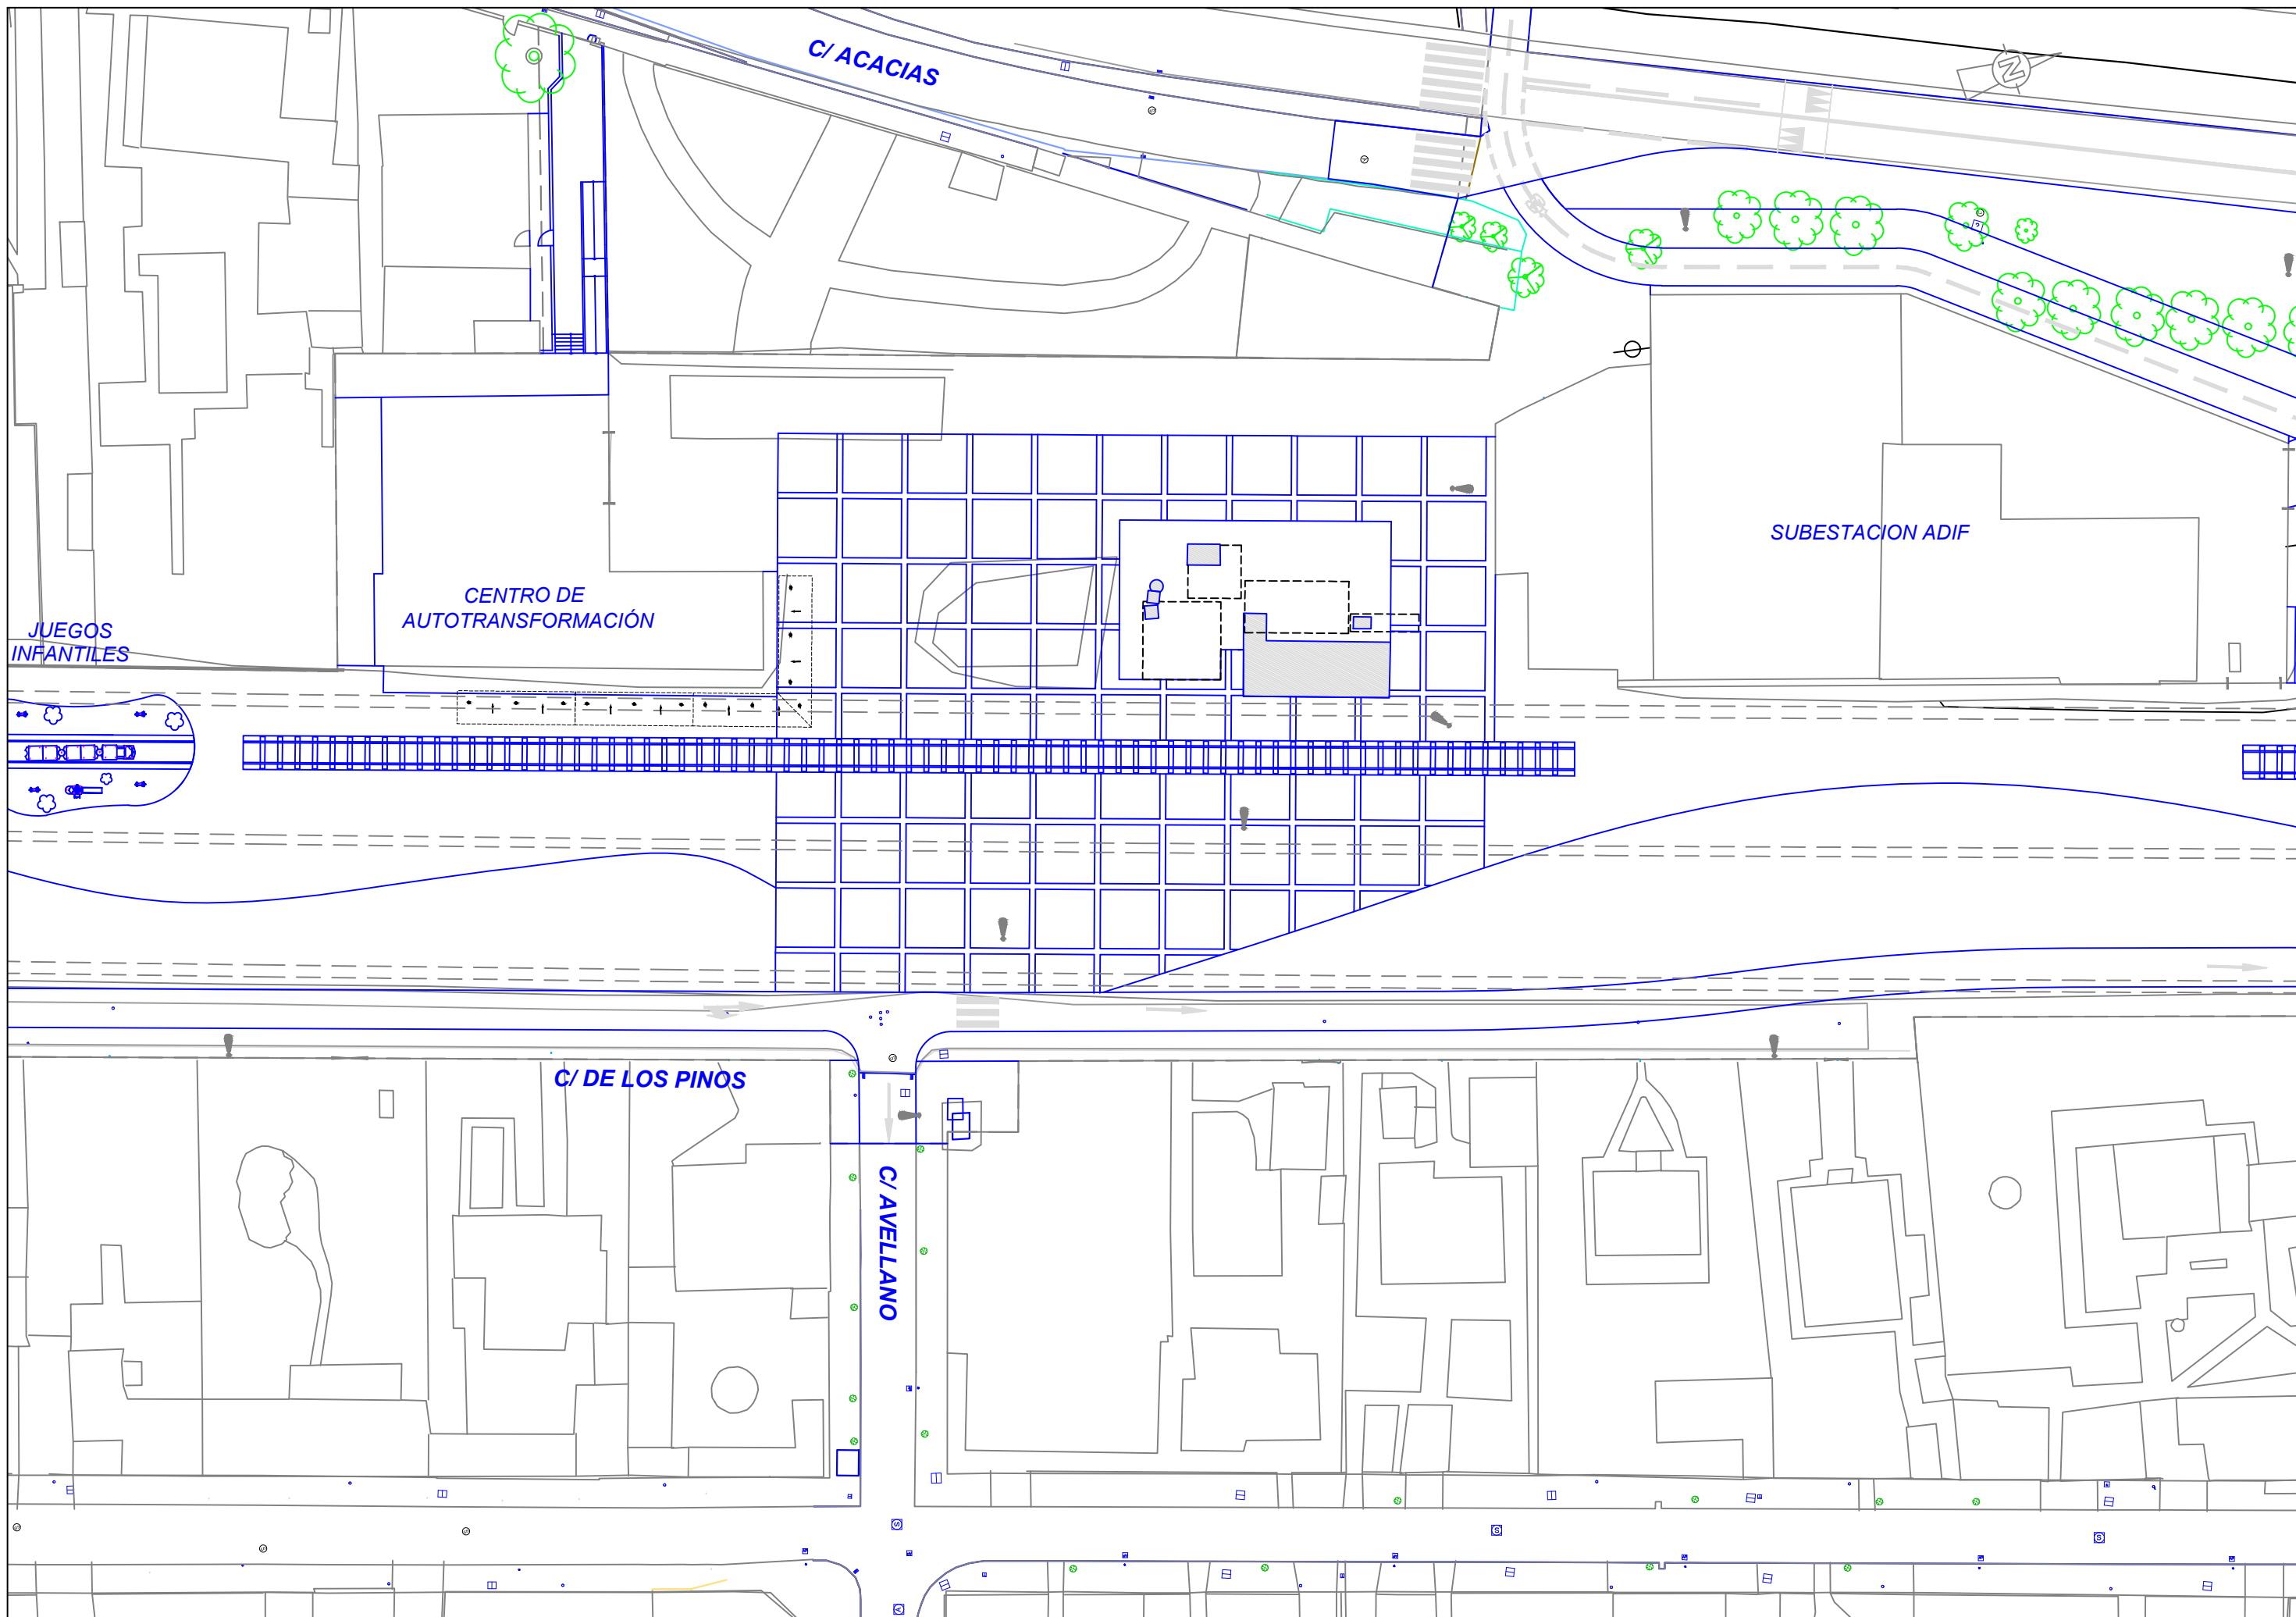 C/ ACACIAS
N
SUBESTACION ADIF
CENTRO DE
AUTOTRANSFORMACIÓN
JUEGOS
INFANTILES
C/ DE LOS PINOS
C/ AVELLANO
S
S
S
A